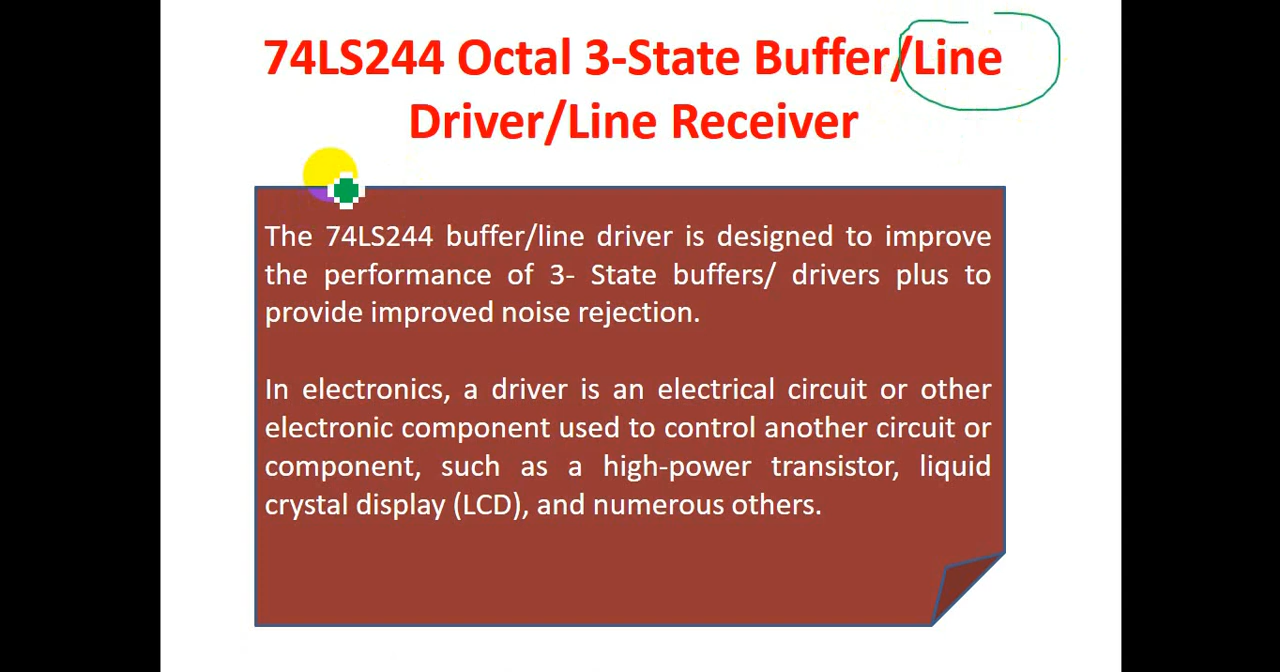 74LS244 Octal 3-State Buffer/Line
Driver/Line Receiver
The 74LS244 buffer/line driver is designed to improve
the performance of 3- State buffers/ drivers plus to
provide improved noise rejection.
In electronics, a driver is an electrical circuit or other
electronic component used to control another circuit or
component, such as a high-power transistor, liquid
crystal display (LCD), and numerous others.